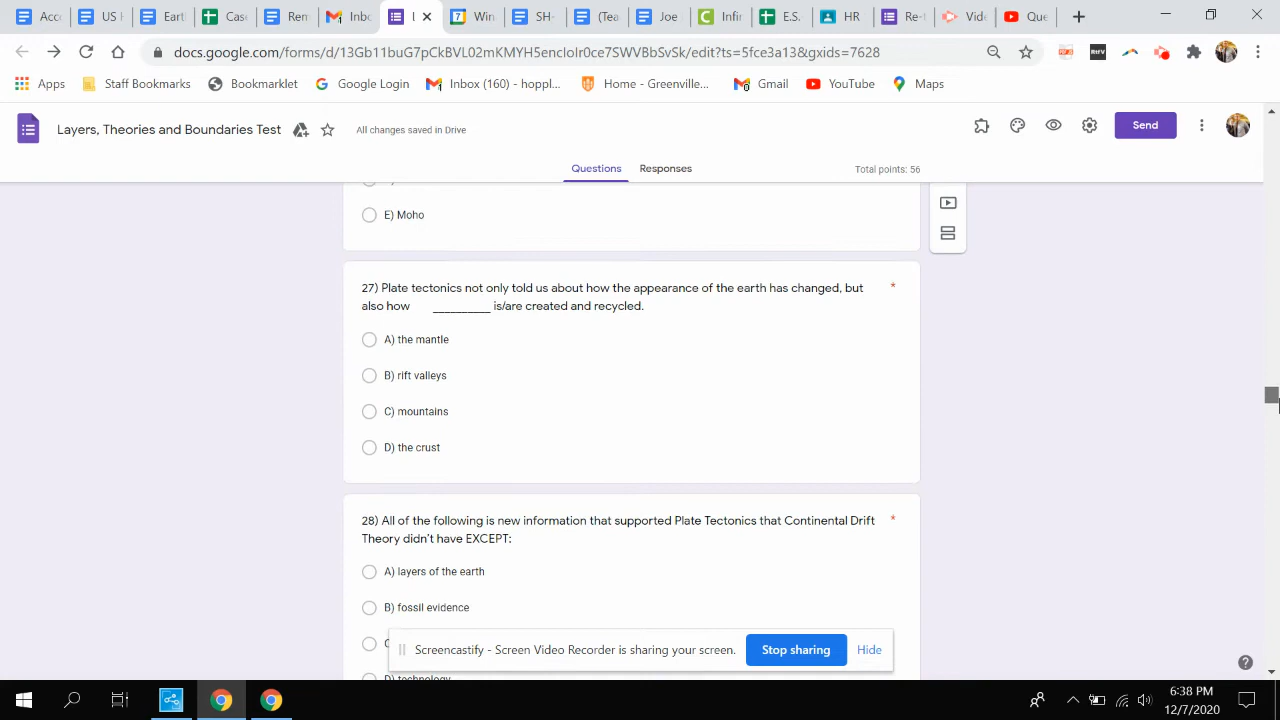 Acc
US I
Eart
Cas
Ren
Inb
L
Win
SH-
(Tea
Joe
Infir
E.S.
HR
Re-I
Vide
Que
docs.google.com/forms/d/13Gb11buG7pCkBVL02mKMYH5encIoIr0ce7SWVBbSvSk/edit?ts=5fce3a13&gxids=7628
Apps
Staff Bookmarks
Bookmarklet
Google Login
Inbox (160) - hoppl...
Home - Greenville...
Gmail
YouTube
Maps
Layers, Theories and Boundaries Test
All changes saved in Drive
Send
Questions
Responses
Total points: 56
E) Moho
27) Plate tectonics not only told us about how the appearance of the earth has changed, but *
also how __________ is/are created and recycled.
A) the mantle
B) rift valleys
C) mountains
D) the crust
28) All of the following is new information that supported Plate Tectonics that Continental Drift *
Theory didn't have EXCEPT:
A) layers of the earth
B) fossil evidence
Screencastify - Screen Video Recorder is sharing your screen.
Stop sharing
Hide
D) technology
6:38 PM
12/7/2020